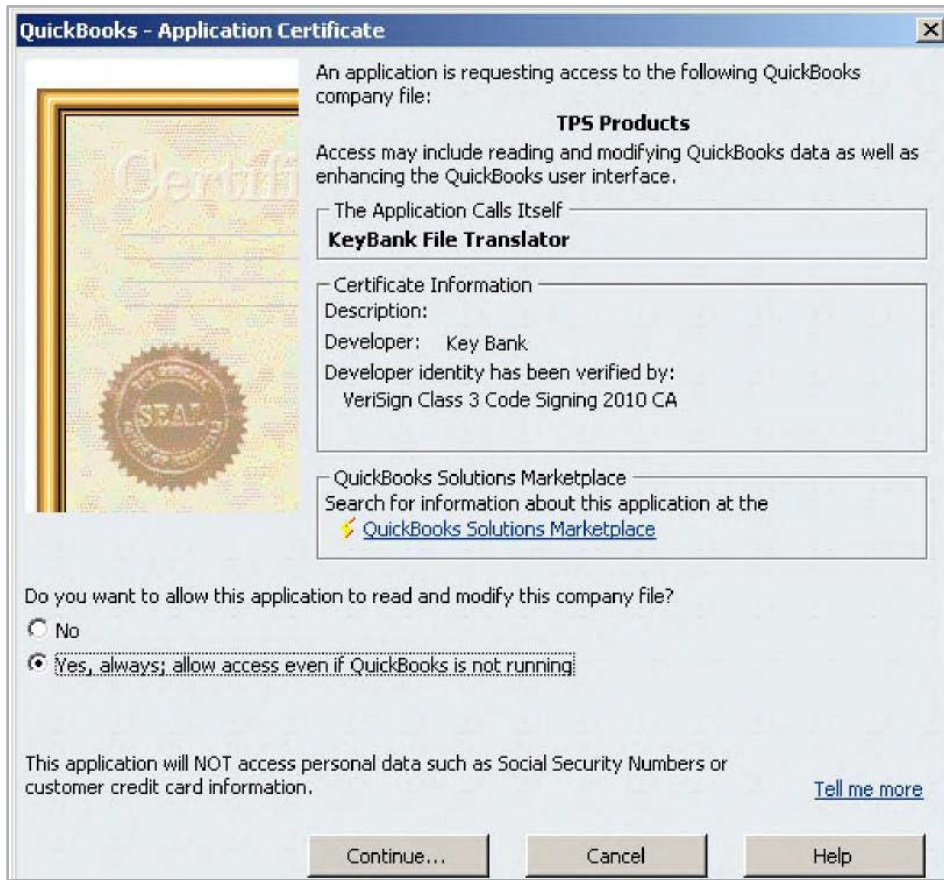 QuickBooks - Application Certificate
An application is requesting access to the following QuickBooks
company file:
TPS Products
Access may include reading and modifying QuickBooks data as well as
enhancing the QuickBooks user interface.
Certifi
SEAL
The Application Calls Itself
KeyBank File Translator
Certificate Information
Description:
Developer: Key Bank
Developer identity has been verified by:
VeriSign Class 3 Code Signing 2010 CA
QuickBooks Solutions Marketplace
Search for information about this application at the
QuickBooks Solutions Marketplace
Do you want to allow this application to read and modify this company file?
No
Yes, always; allow access even if QuickBooks is not running
This application will NOT access personal data such as Social Security Numbers or
customer credit card information.
Tell me more
Continue...
Cancel
Help